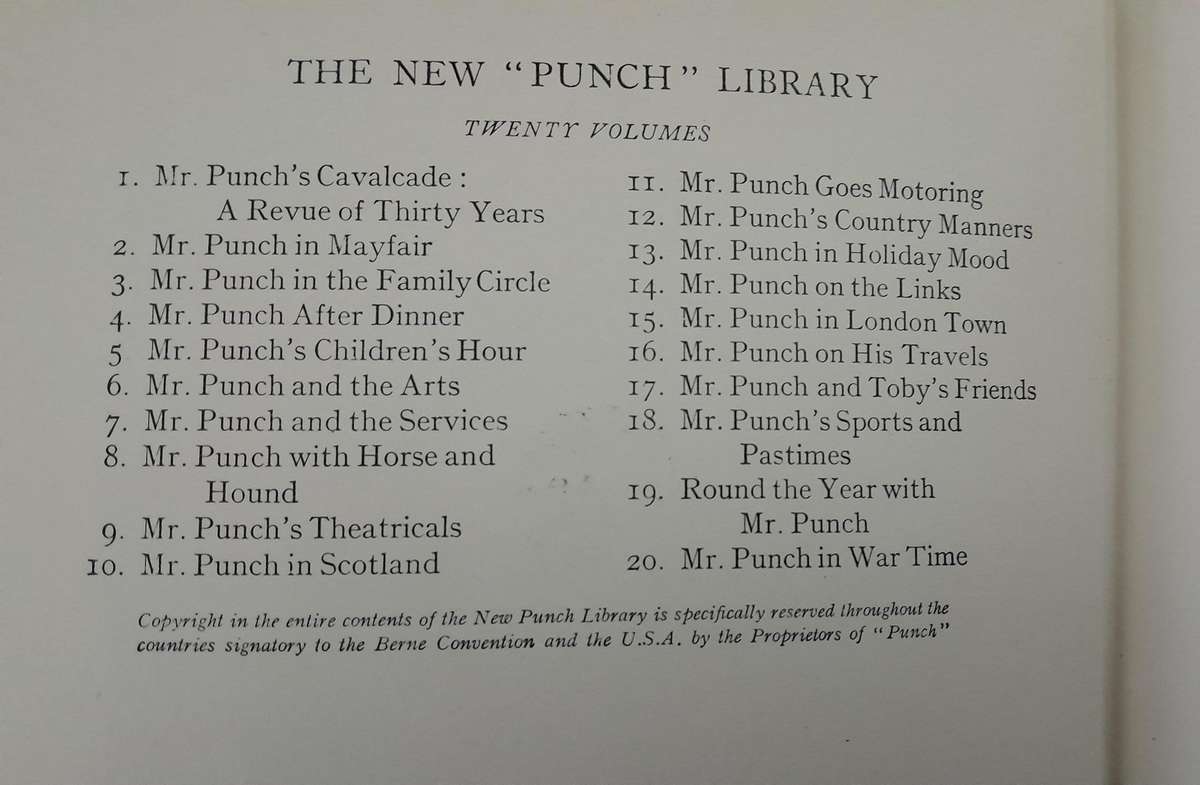 THE NEW “PUNCH” LIBRARY
TWENTY VOLUMES
1. Mr. Punch’s Cavalcade :
A Revue of Thirty Years
2. Mr. Punch in Mayfair
3. Mr. Punch in the Family Circle
4. Mr. Punch After Dinner
5 Mr. Punch’s Children’s Hour
6. Mr. Punch and the Arts
7. Mr. Punch and the Services
8. Mr. Punch with Horse and
Hound
9. Mr. Punch’s Theatricals
10. Mr. Punch in Scotland
11. Mr. Punch Goes Motoring
12. Mr. Punch’s Country Manners
13. Mr. Punch in Holiday Mood
14. Mr. Punch on the Links
15. Mr. Punch in London Town
16. Mr. Punch on His Travels
17. Mr. Punch and Toby’s Friends
18. Mr. Punch’s Sports and
Pastimes
19. Round the Year with
Mr. Punch
20. Mr. Punch in War Time
Copyright in the entire contents of the New Punch Library is specifically reserved throughout the
countries signatory to the Berne Convention and the U.S.A. by the Proprietors of “Punch”